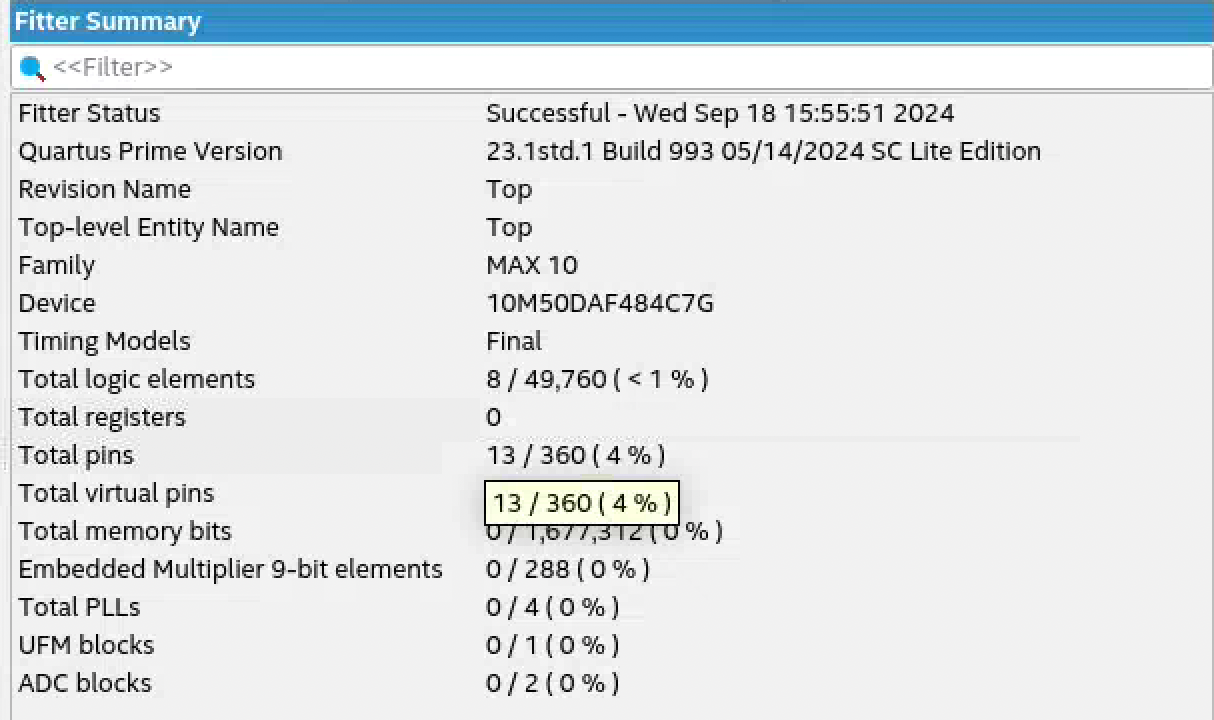 Fitter Summary
<<Filter>>
Fitter Status Successful - Wed Sep 18 15:55:51 2024
Quartus Prime Version 23.1std.1 Build 993 05/14/2024 SC Lite Edition
Revision Name Top
Top-level Entity Name Top
Family MAX 10
Device 10M50DAF484C7G
Timing Models Final
Total logic elements 8 / 49,760 ( < 1 % )
Total registers 0
Total pins 13 / 360 ( 4 % )
Total virtual pins
13 / 360 ( 4 % )
Total memory bits 0 / 1,677,312 ( 0 % )
Embedded Multiplier 9-bit elements 0 / 288 ( 0 % )
Total PLLs 0 / 4 ( 0 % )
UFM blocks 0 / 1 ( 0 % )
ADC blocks 0 / 2 ( 0 % )